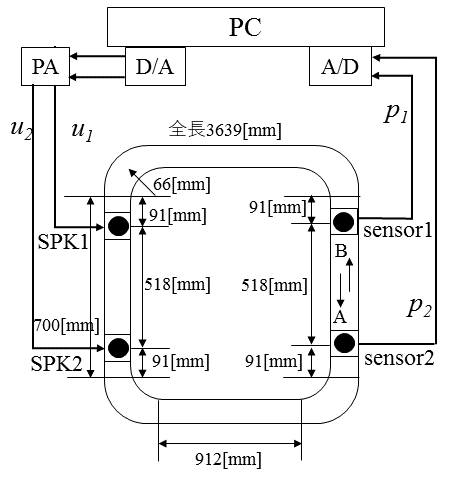 PC
PA
D/A
A/D
u2
u1
p1
全長3639[mm]
66[mm]
91[mm]
91[mm]
SPK1
sensor1
B
518[mm]
518[mm]
A
p2
700[mm]
SPK2
91[mm]
91[mm]
sensor2
912[mm]